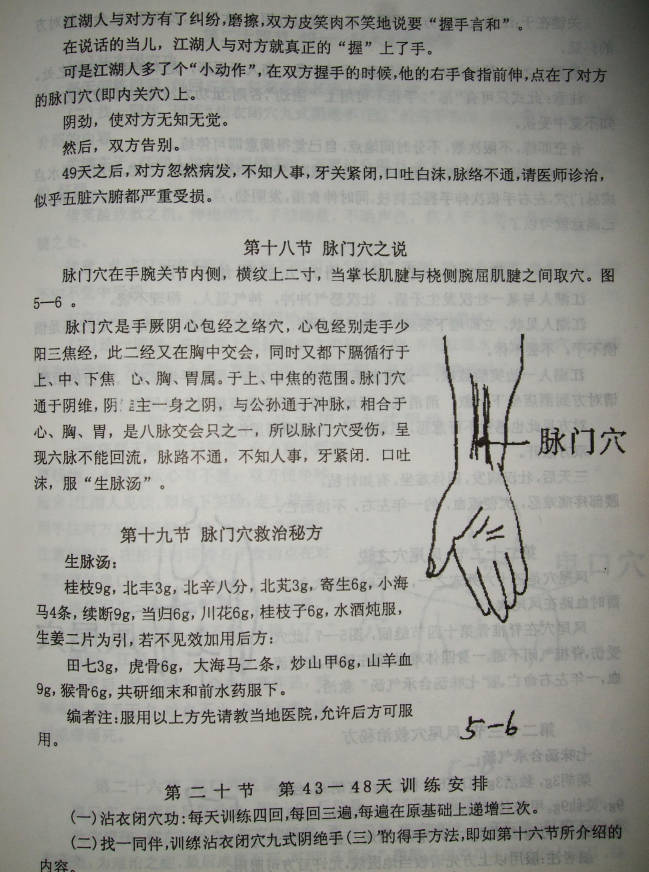 江湖人与对方有了纠纷,磨擦,双方皮笑肉不笑地说要“握手言和”。
在说话的当儿，江湖人与对方就真正的“握”上了手。
可是江湖人多了个“小动作”,在双方握手的时候,他的右手食指前伸,点在了对方
的脉门穴(即内关穴)上。
阴劲，使对方无知无觉。
然后，双方告别。
49天之后，对方忽然病发，不知人事，牙关紧闭,口吐白沫,脉络不通,请医师诊治，
似乎五脏六腑都严重受损。
第十八节 脉门穴之说
脉门穴在手腕关节内侧，横纹上二寸，当掌长肌腱与桡侧腕屈肌腱之间取穴。图
5—6 。
脉门穴是手厥阴心包经之络穴，心包经别走手少
阳三焦经，此二经又在胸中交会，同时又都下膈循行于
上、中、下焦 心、胸、胃属。于上、中焦的范围。脉门穴
通于阴维，阴 主一身之阴，与公孙通于冲脉，相合于
心、胸、胃，是八脉交会只之一，所以脉门穴受伤，呈
现六脉不能回流，脉路不通，不知人事，牙紧闭．口吐
沫，服“生脉汤”。
脉门穴
第十九节 脉门穴救治秘方
生脉汤：
桂枝9g，北丰3g，北辛八分，北芄3g，寄生6g，小海
马4条，续断9g，当归6g，川花6g，桂枝子6g，水酒炖服，
生姜二片为引，若不见效加用后方：
田七3g，虎骨6g，大海马二条，炒山甲6g，山羊血
9g,猴骨6g，共研细末和前水药服下。
编者注：服用以上方先请教当地医院,允许后方可服
用。
5-6
第二十节 第43—48天训练安排
(一)沾衣闭穴功：每天训练四回,每回三遍,每遍在原基础上递增三次。
(二)找一同伴，训练沾衣闭穴九式阴绝手(三)”的得手方法,即如第十六节所介绍的
内容。